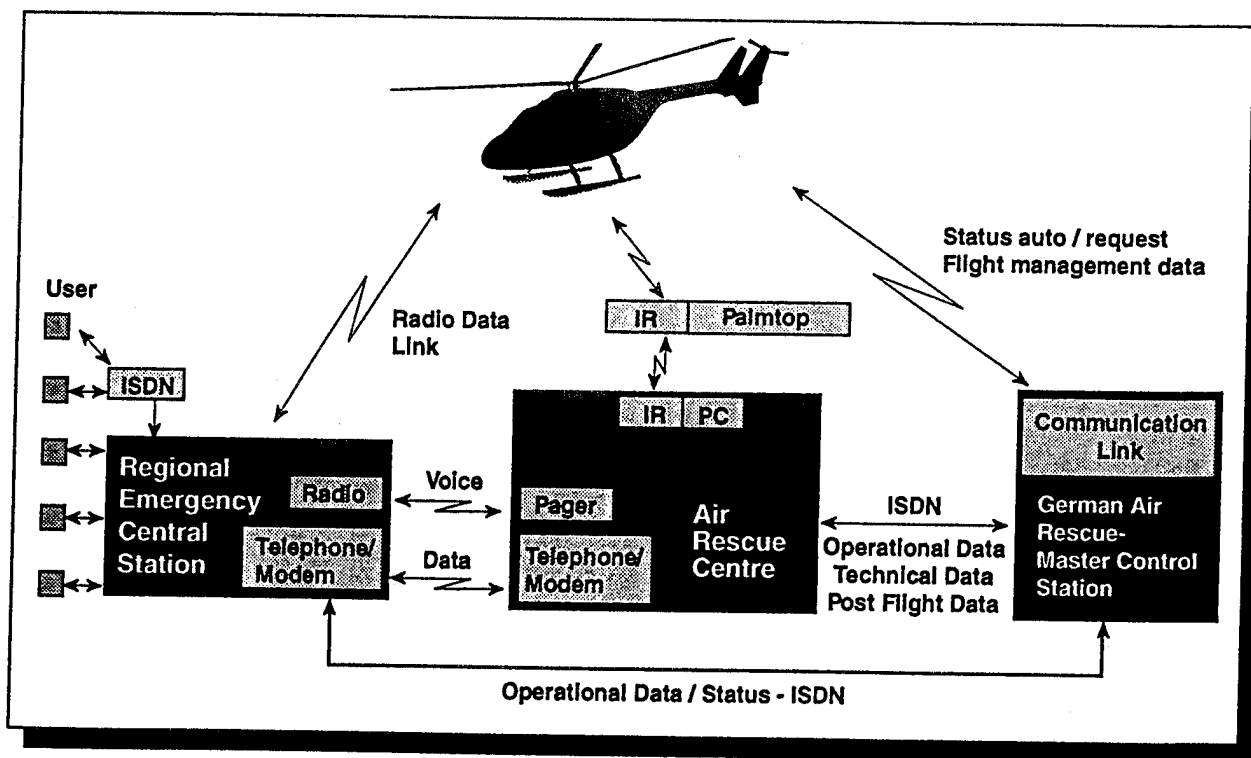 Status auto / request
Flight management data
User
Radio Data
Link
IR
Palmtop
ISDN
IR
PC
Communication
Link
Regional
Emergency
Central
Station
Radio
Telephone/
Modem
Voice
Data
Pager
Telephone/
Modem
Air
Rescue
Centre
ISDN
Operational Data
Technical Data
Post Flight Data
German Air
Rescue-
Master Control
Station
Operational Data / Status - ISDN